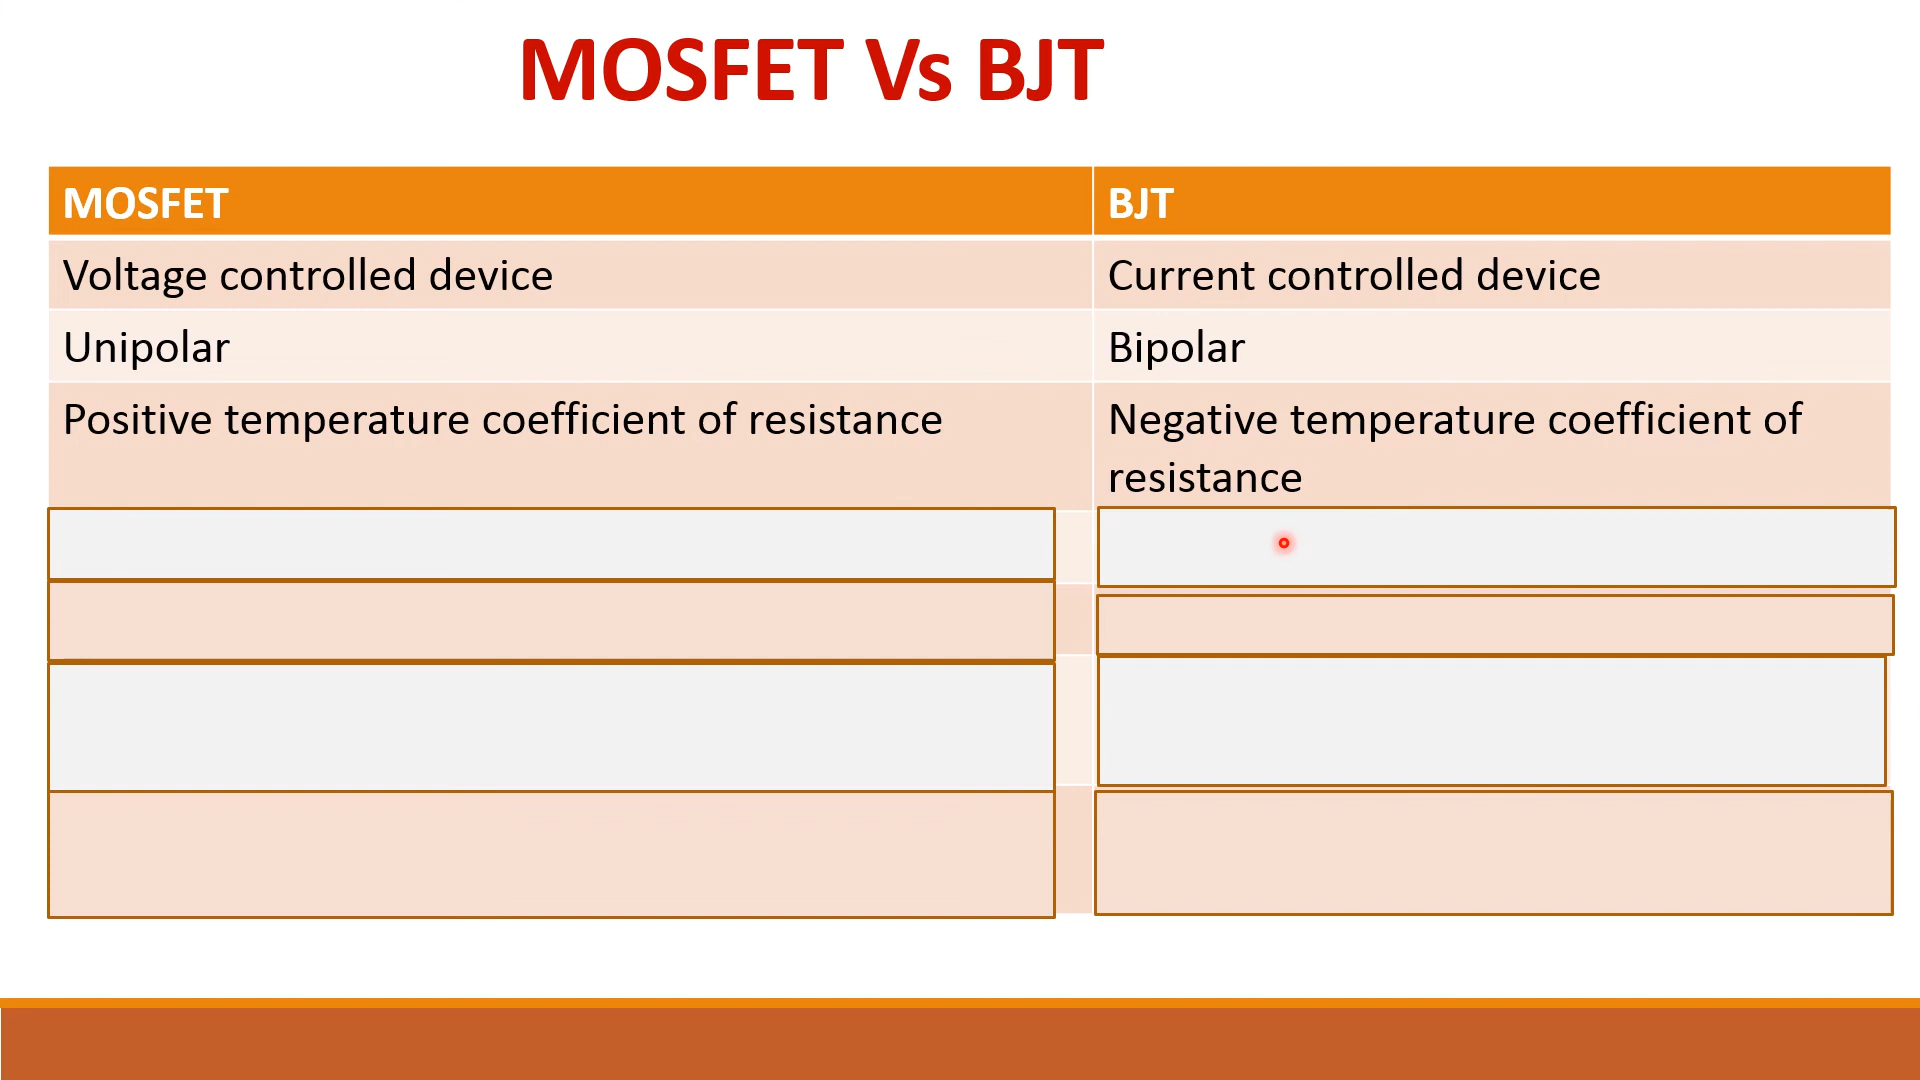 MOSFET Vs BJT
MOSFET
BJT
Voltage controlled device
Current controlled device
Unipolar
Bipolar
Positive temperature coefficient of resistance
Negative temperature coefficient of
resistance